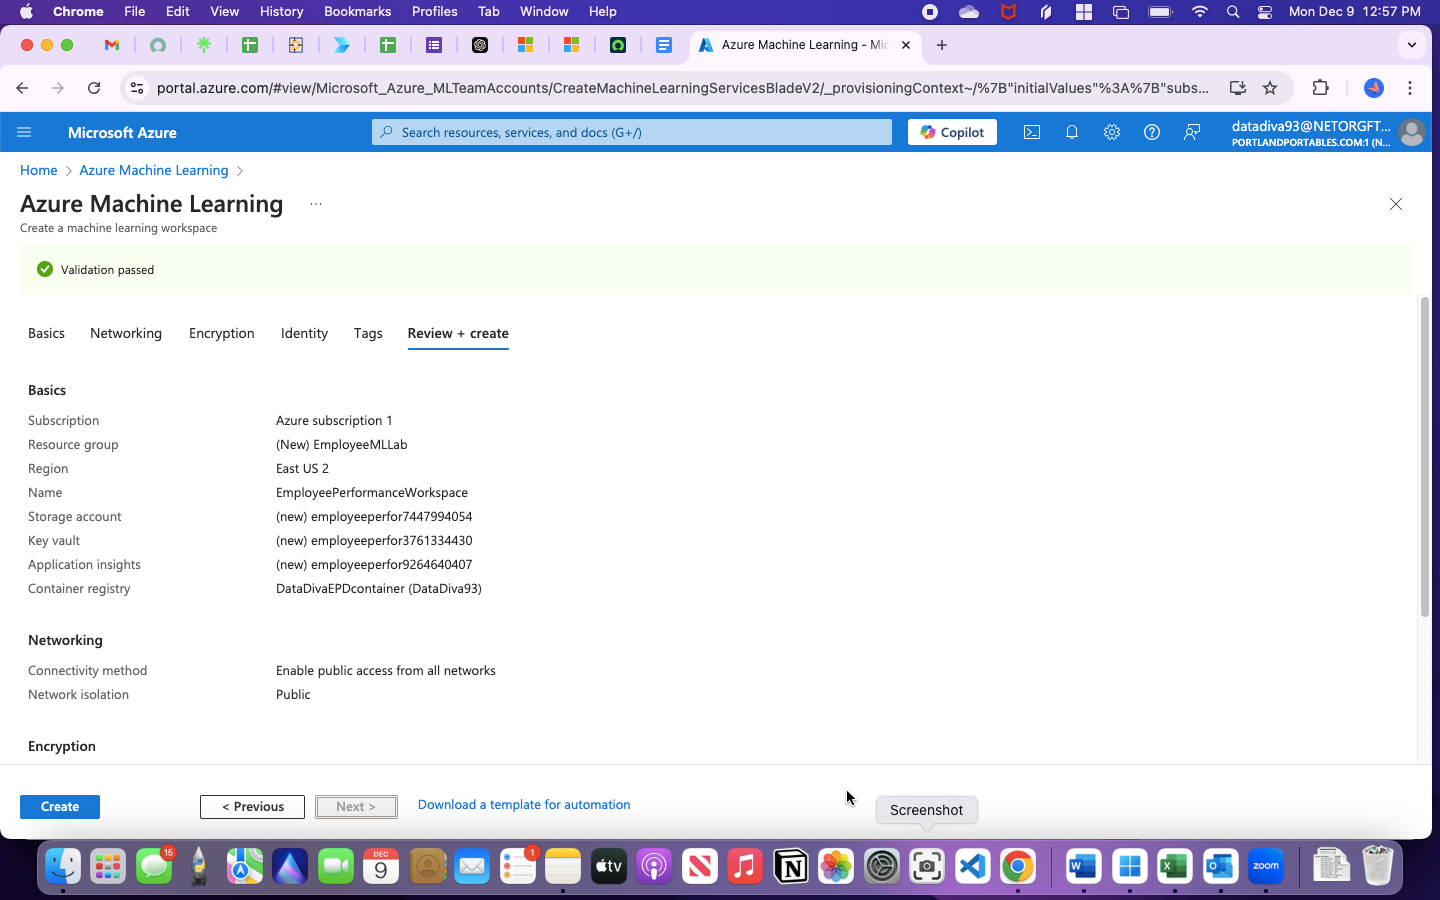 Chrome File Edit View History Bookmarks Profiles Tab Window Help Mon Dec 9 12:57 PM
Azure Machine Learning - Mic
portal.azure.com/#view/Microsoft_Azure_MLTeamAccounts/CreateMachineLearningServicesBladeV2/_provisioningContext~/%7B"initialValues"%3A%7B"subs...
Microsoft Azure
Search resources, services, and docs (G+/)
Copilot
datadiva93@NETORGFT...
PORTLANDPORTABLES.COM:1 (N...
Home > Azure Machine Learning >
Azure Machine Learning ...
Create a machine learning workspace
Validation passed
Basics Networking Encryption Identity Tags Review + create
Basics
Subscription Azure subscription 1
Resource group (New) EmployeeMLLab
Region East US 2
Name EmployeePerformanceWorkspace
Storage account (new) employeeperfor7447994054
Key vault (new) employeeperfor3761334430
Application insights (new) employeeperfor9264640407
Container registry DataDivaEPDcontainer (DataDiva93)
Networking
Connectivity method Enable public access from all networks
Network isolation Public
Encryption
Create < Previous Next > Download a template for automation
Screenshot
15
DEC
9
1
tv
zoom